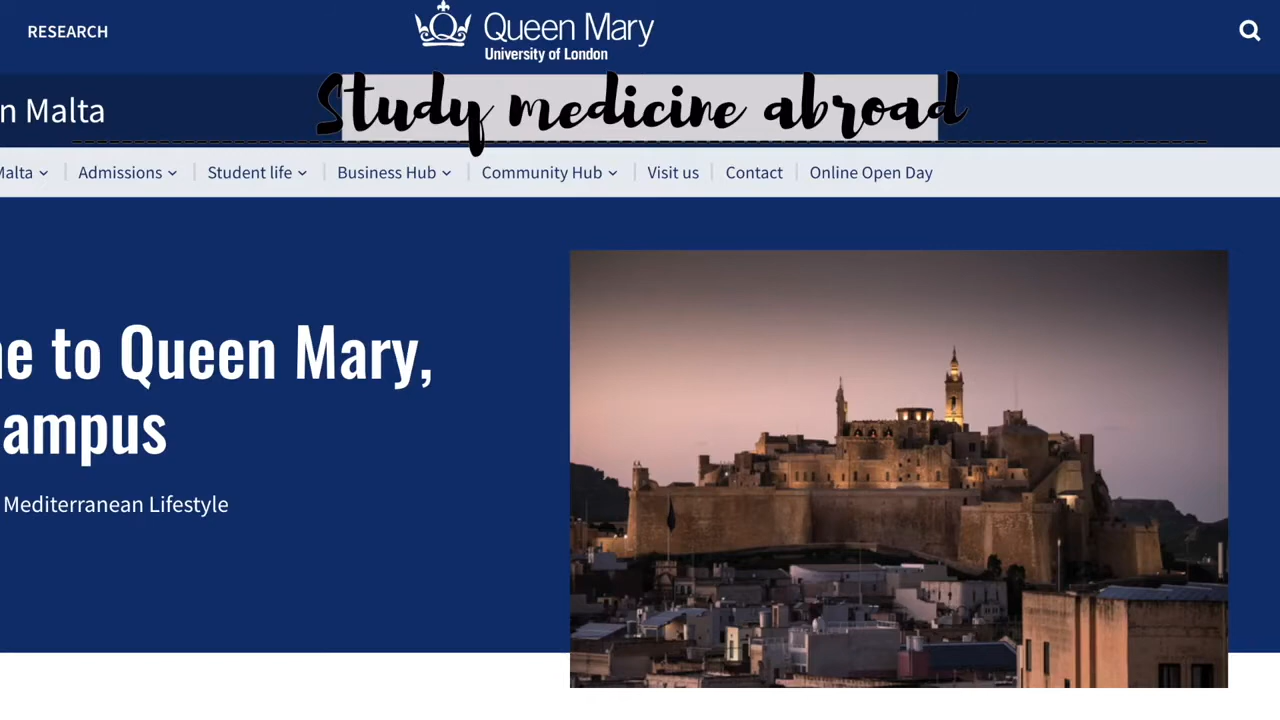 RESEARCH
Queen Mary
University of London
n Malta
Study medicine abroad
Malta
Admissions
Student life
Business Hub
Community Hub
Visit us
Contact
Online Open Day
e to Queen Mary,
ampus
Mediterranean Lifestyle